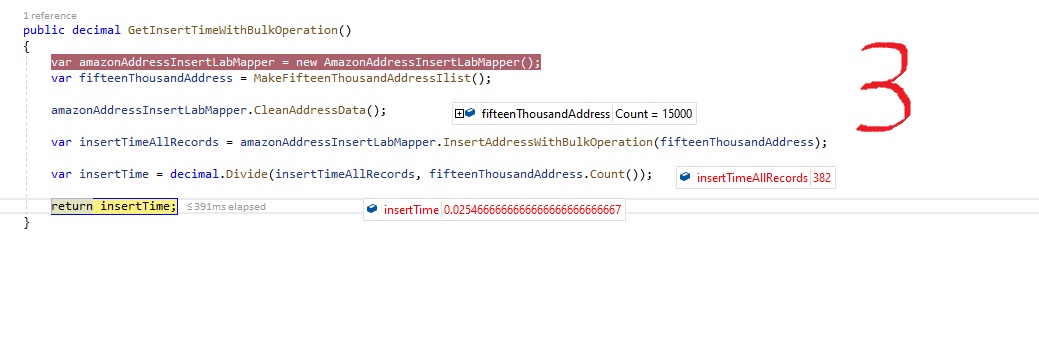 1 reference
public decimal GetInsertTimeWithBulkOperation()
{
var amazonAddressInsertLabMapper = new AmazonAddressInsertLabMapper();
var fifteenThousandAddress = MakeFifteenThousandAddressIlist();
amazonAddressInsertLabMapper.CleanAddressData();
fifteenThousandAddress Count = 15000
var insertTimeAllRecords = amazonAddressInsertLabMapper.InsertAddressWithBulkOperation(fifteenThousandAddress);
var insertTime = decimal.Divide(insertTimeAllRecords, fifteenThousandAddress.Count());
insertTimeAllRecords 382
return insertTime; ≤391ms elapsed
insertTime 0.0254666666666666666666666667
}
3